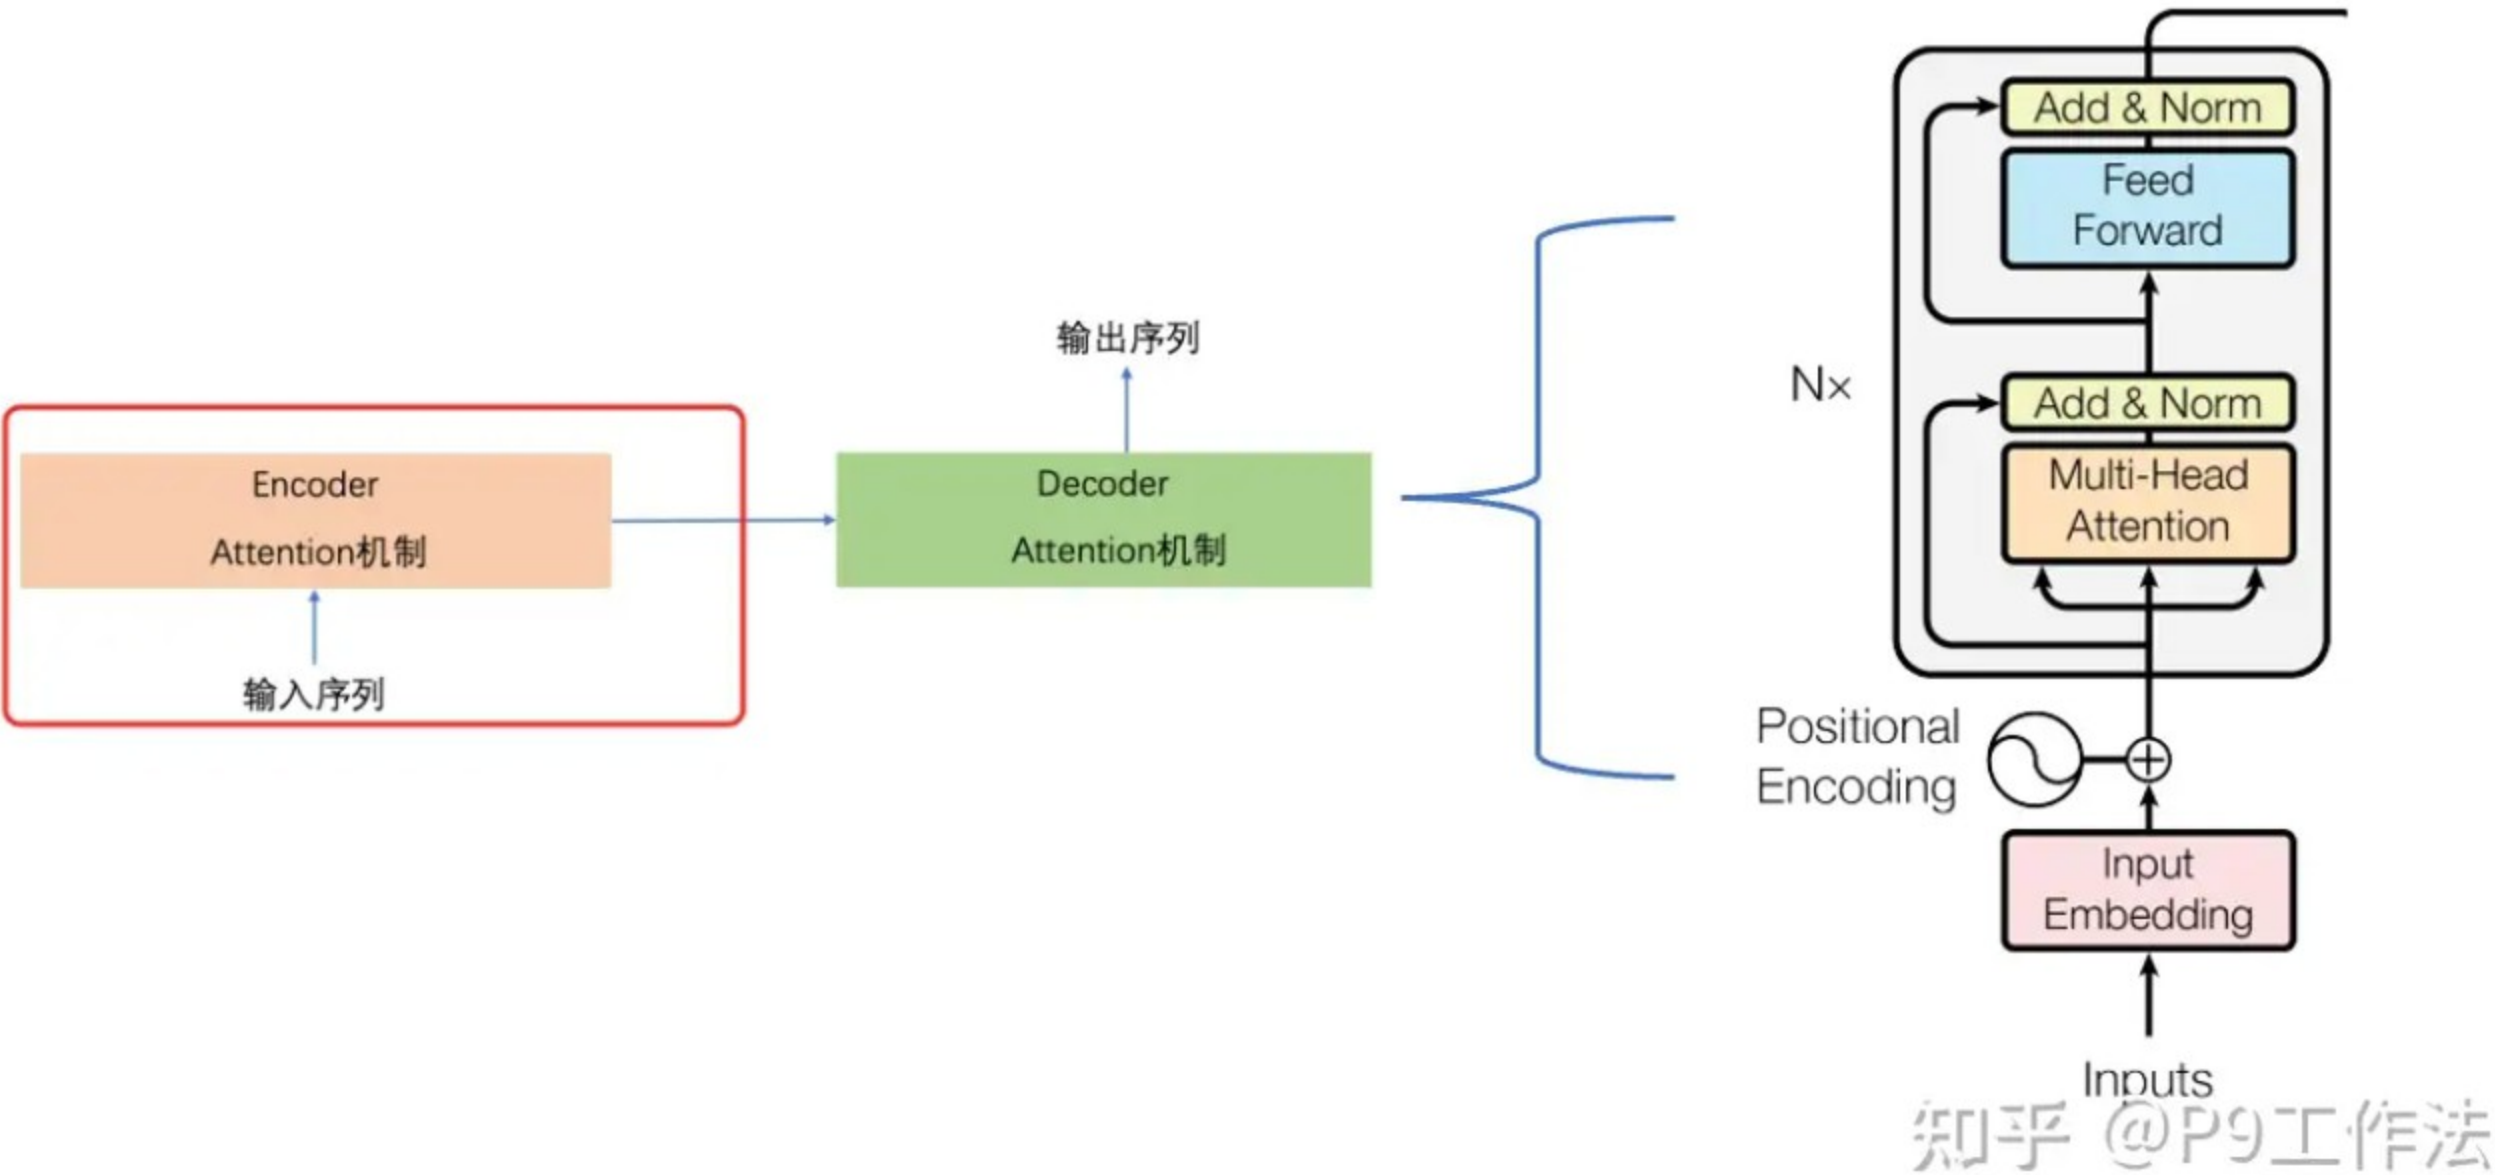 Encoder
Attention机制
输入序列
输出序列
Decoder
Attention机制
Add & Norm
Feed
Forward
N×
Add & Norm
Multi-Head
Attention
Positional
Encoding
Input
Embedding
Inputs
知乎 @P9工作法